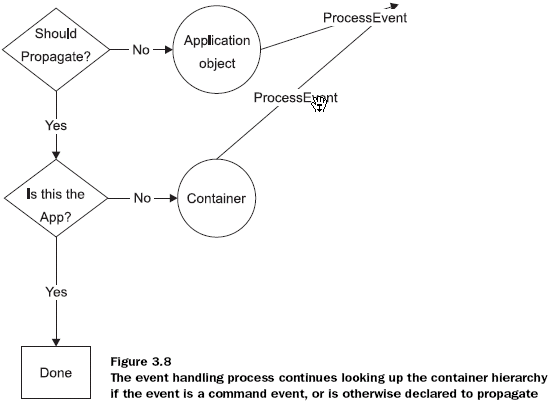 ProcessEvent
Should
Propagate?
No
Application
object
ProcessEvent
Yes
Is this the
App?
No
Container
Yes
Done
Figure 3.8
The event handling process continues looking up the container hierarchy
if the event is a command event, or is otherwise declared to propagate